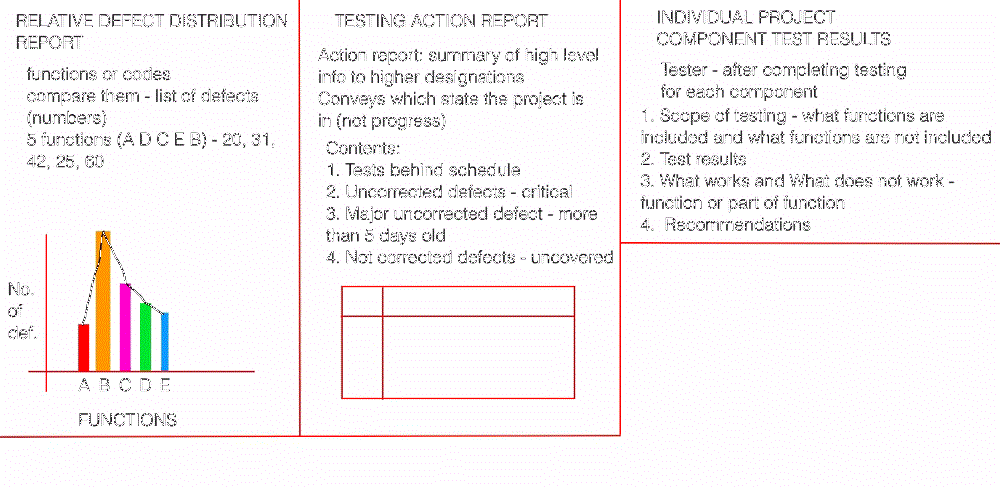 RELATIVE DEFECT DISTRIBUTION
REPORT
functions or codes
compare them - list of defects
(numbers)
5 functions (A D C E B) - 20, 31,
42, 25, 60
No.
of
def.
A B C D E
FUNCTIONS
TESTING ACTION REPORT
Action report: summary of high level
info to higher designations
Conveys which state the project is
in (not progress)
Contents:
1. Tests behind schedule
2. Uncorrected defects - critical
3. Major uncorrected defect - more
than 5 days old
4. Not corrected defects - uncovered
INDIVIDUAL PROJECT
COMPONENT TEST RESULTS
Tester - after completing testing
for each component
1. Scope of testing - what functions are
included and what functions are not included
2. Test results
3. What works and What does not work -
function or part of function
4. Recommendations